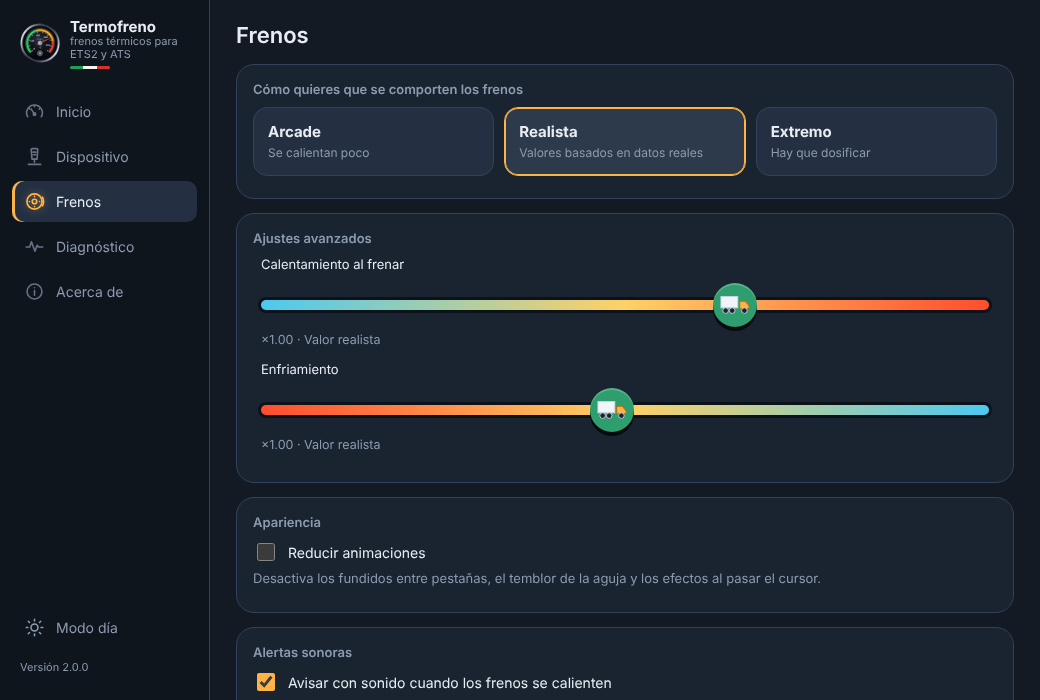 Termofreno
frenos térmicos para
ETS2 y ATS
Inicio
Dispositivo
Frenos
Diagnóstico
Acerca de
Modo día
Versión 2.0.0
Frenos
Cómo quieres que se comporten los frenos
Arcade
Se calientan poco
Realista
Valores basados en datos reales
Extremo
Hay que dosificar
Ajustes avanzados
Calentamiento al frenar
×1.00 · Valor realista
Enfriamiento
×1.00 · Valor realista
Apariencia
Reducir animaciones
Desactiva los fundidos entre pestañas, el temblor de la aguja y los efectos al pasar el cursor.
Alertas sonoras
Avisar con sonido cuando los frenos se calienten